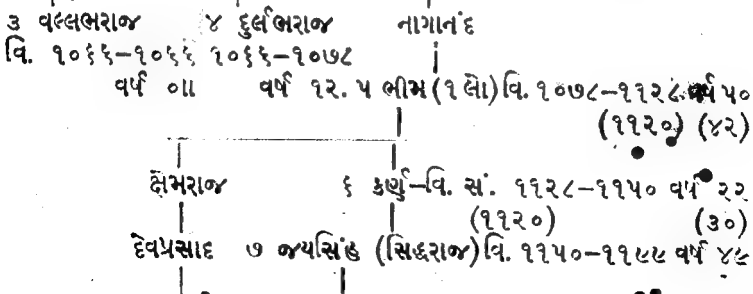 ૩ વલ્લભરાજ ૪ દુર્લભરાજ નાગાનંદ
વિ. ૧૦૬૬–૧૦૬૬ ૧૦૬૬–૧૦૭૮
વર્ષ ૦ાા વર્ષ ૧૨. ૫ ભીમ (૧ લો) વિ. ૧૦૭૮–૧૧૨૮ વર્ષ ૫૦
(૧૧૨૦) (૪૨)
ક્ષેમરાજ ૬ કર્ણ–વિ. સં. ૧૧૨૮–૧૧૫૦ વર્ષ ૨૨
(૧૧૨૦) (૩૦)
દેવપ્રસાદ ૭ જયસિંહ (સિદ્ધરાજ) વિ. ૧૧૫૦–૧૧૯૯ વર્ષ ૪૯